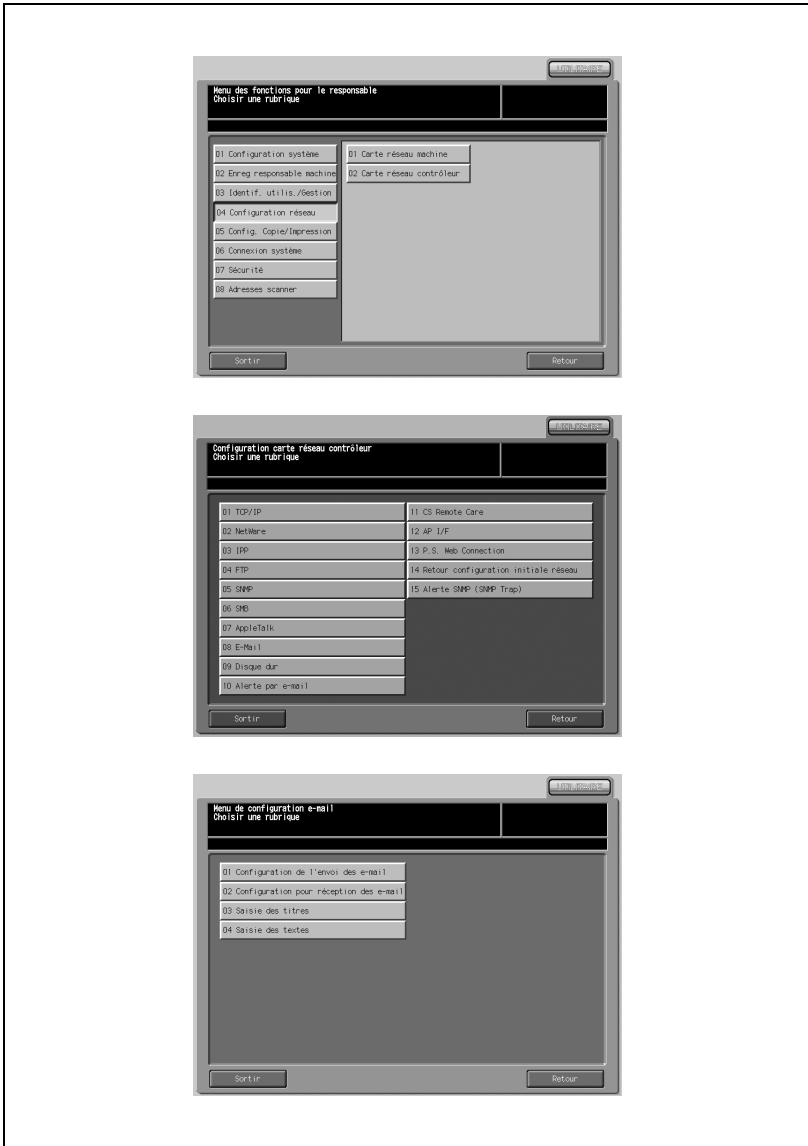 UTILITAIRE
Menu des fonctions pour le responsable
Choisir une rubrique
01 Configuration système
02 Enreg responsable machine
03 Identif. utilis./Gestion
04 Configuration réseau
05 Config. Copie/Impression
06 Connexion système
07 Sécurité
08 Adresses scanner
01 Carte réseau machine
02 Carte réseau contrôleur
Sortir
Retour
UTILITAIRE
Configuration carte réseau contrôleur
Choisir une rubrique
01 TCP/IP
02 NetWare
03 IPP
04 FTP
05 SNMP
06 SMB
07 AppleTalk
08 E-Mail
09 Disque dur
10 Alerte par e-mail
11 CS Remote Care
12 AP I/F
13 P.S. Web Connection
14 Retour configuration initiale réseau
15 Alerte SNMP (SNMP Trap)
Sortir
Retour
UTILITAIRE
Menu de configuration e-mail
Choisir une rubrique
01 Configuration de l'envoi des e-mail
02 Configuration pour réception des e-mail
03 Saisie des titres
04 Saisie des textes
Sortir
Retour